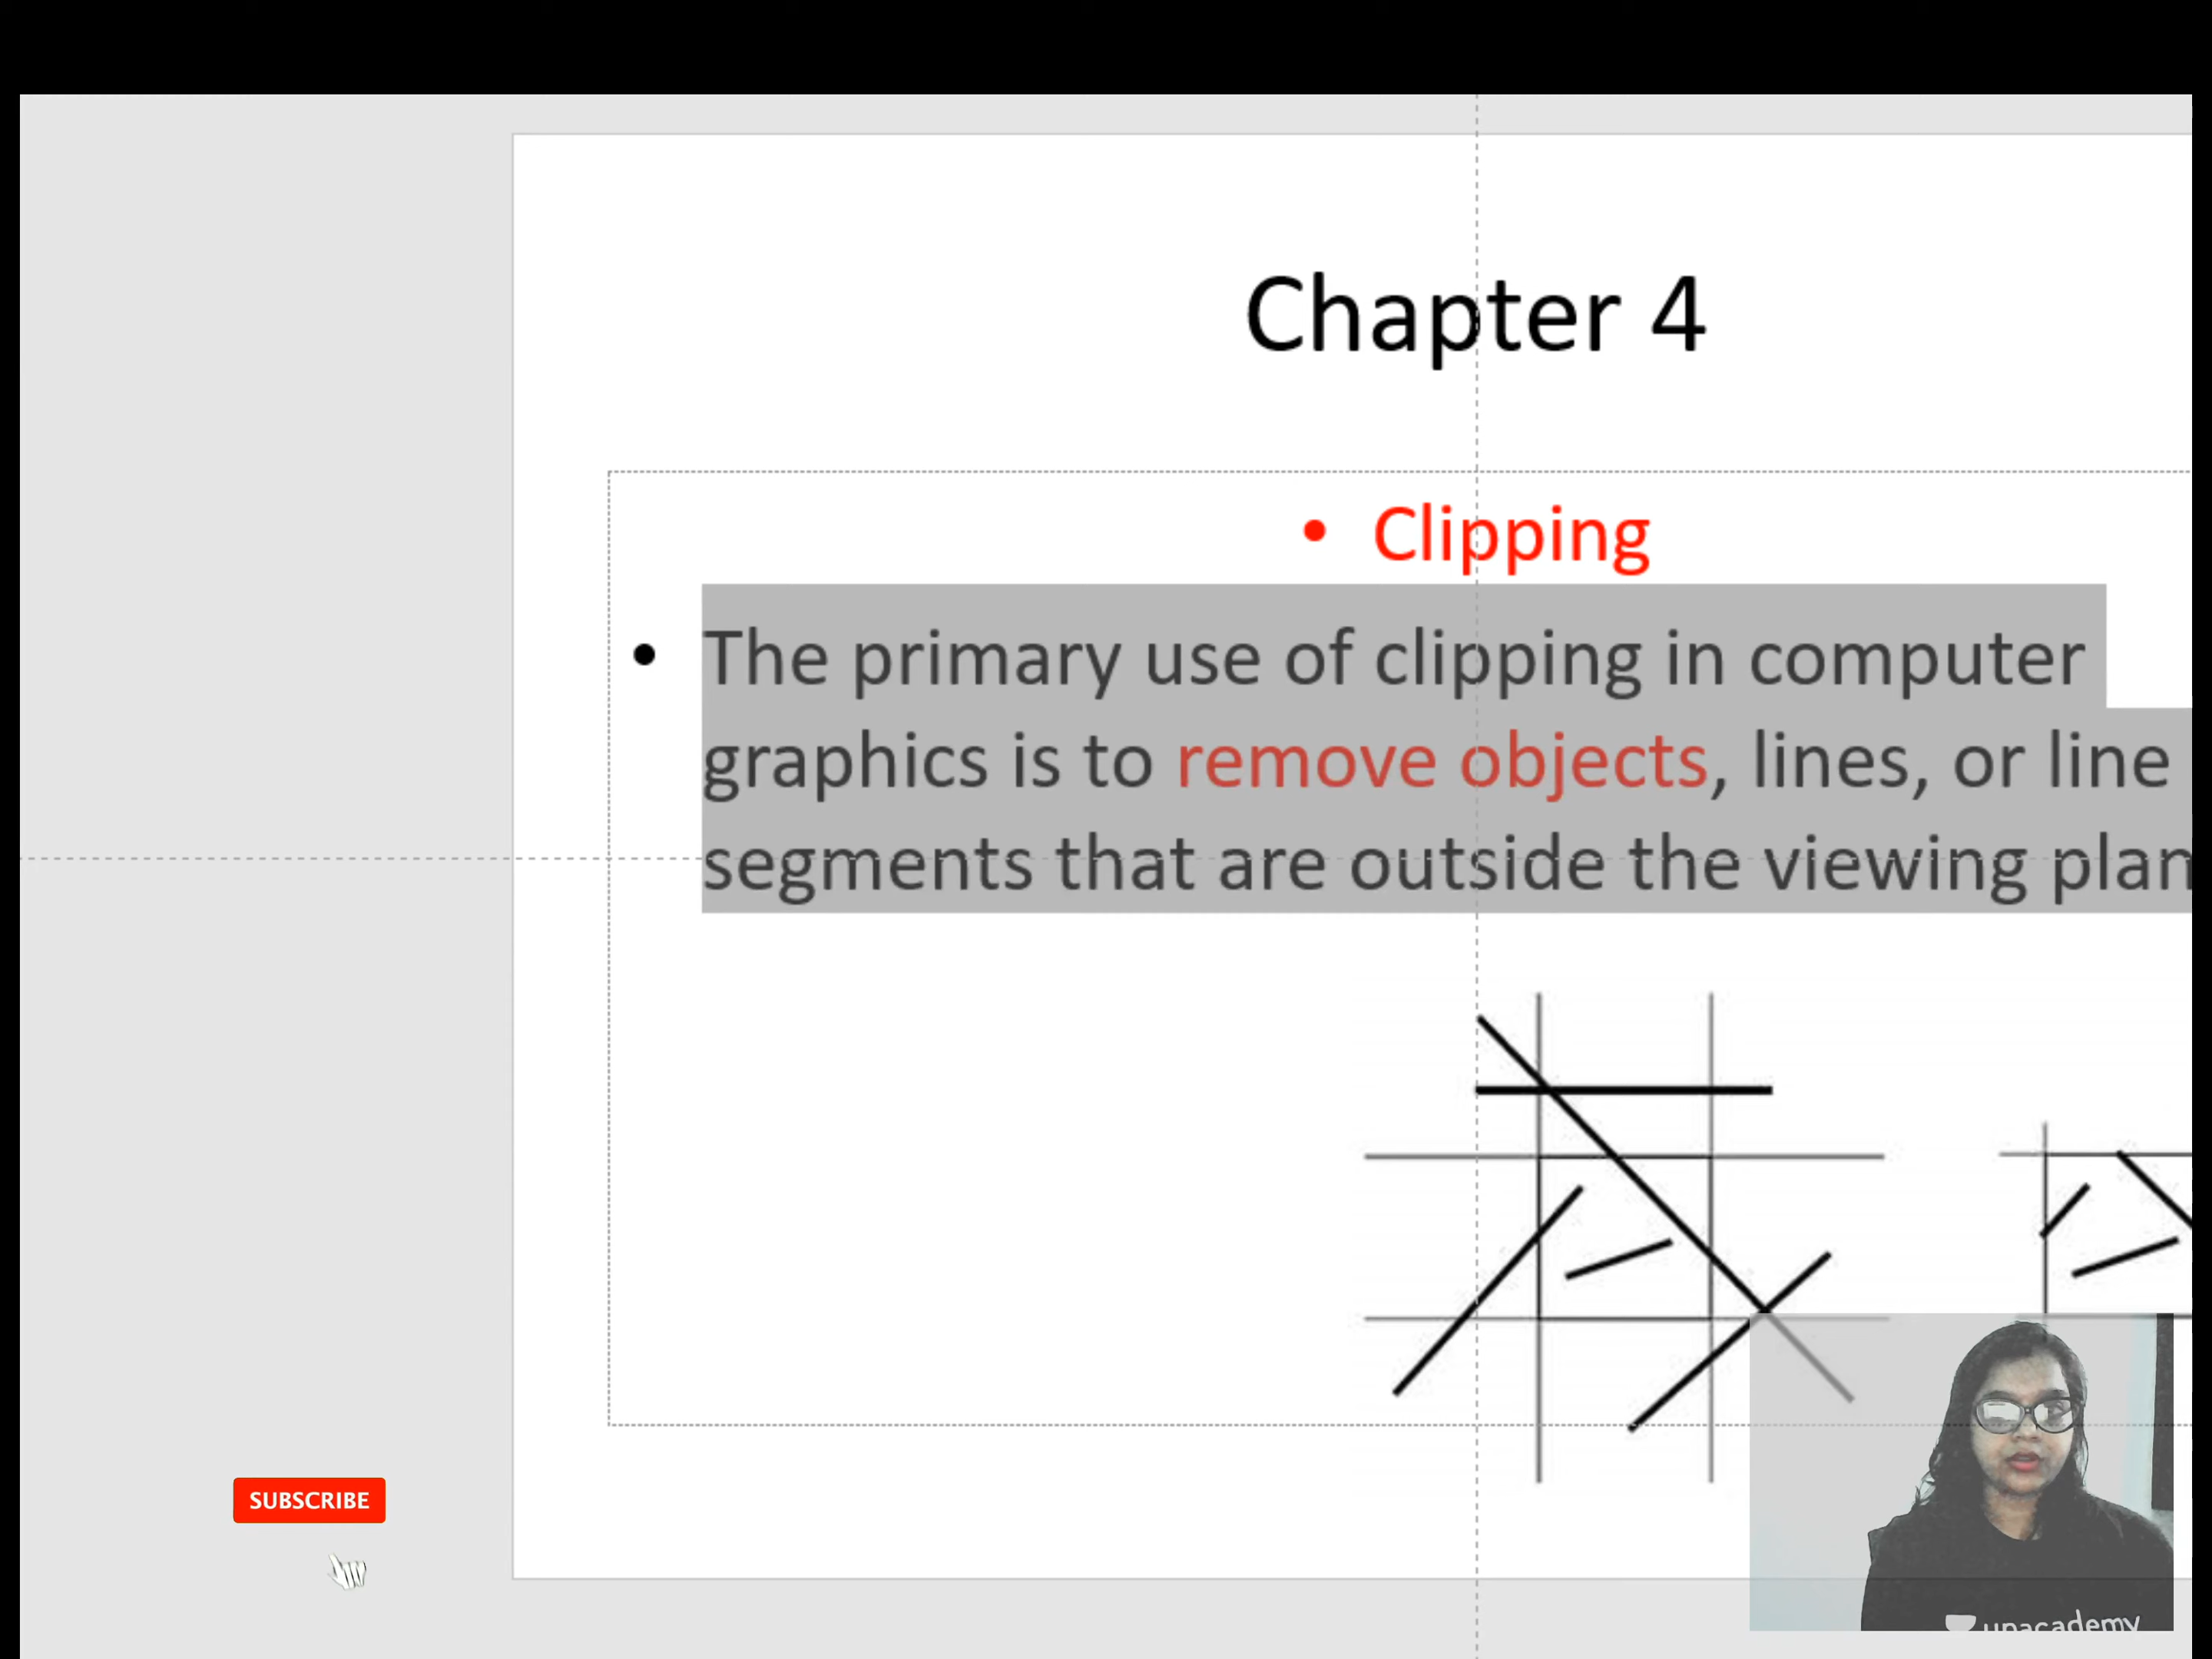 Chapter 4
• Clipping
• The primary use of clipping in computer
graphics is to remove objects, lines, or line
segments that are outside the viewing plan
SUBSCRIBE
unacademy